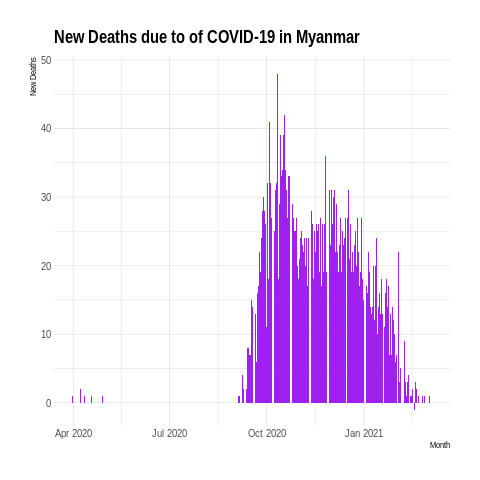 New Deaths due to of COVID-19 in Myanmar
New Deaths
50
40
30
20
10
0
Apr 2020
Jul 2020
Oct 2020
Jan 2021
Month